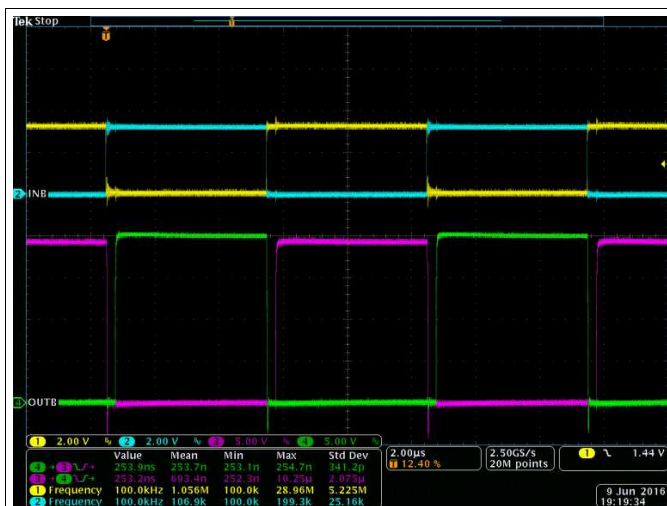 Tek Stop
T
T
2 INB
4 OUTB
1 2.00 V 2 2.00 V 3 5.00 V 4 5.00 V
Value Mean Min Max Std Dev
253.9ns 253.7n 253.1n 254.7n 341.2p
253.2ns 693.4n 252.3n 10.25µ 2.075µ
1 Frequency 100.0kHz 1.056M 100.0k 28.96M 5.225M
2 Frequency 100.0kHz 106.9k 100.0k 199.3k 25.16k
2.00µs
T 12.40 %
2.50GS/s
20M points
1 1.44 V
9 Jun 2016
19:19:34